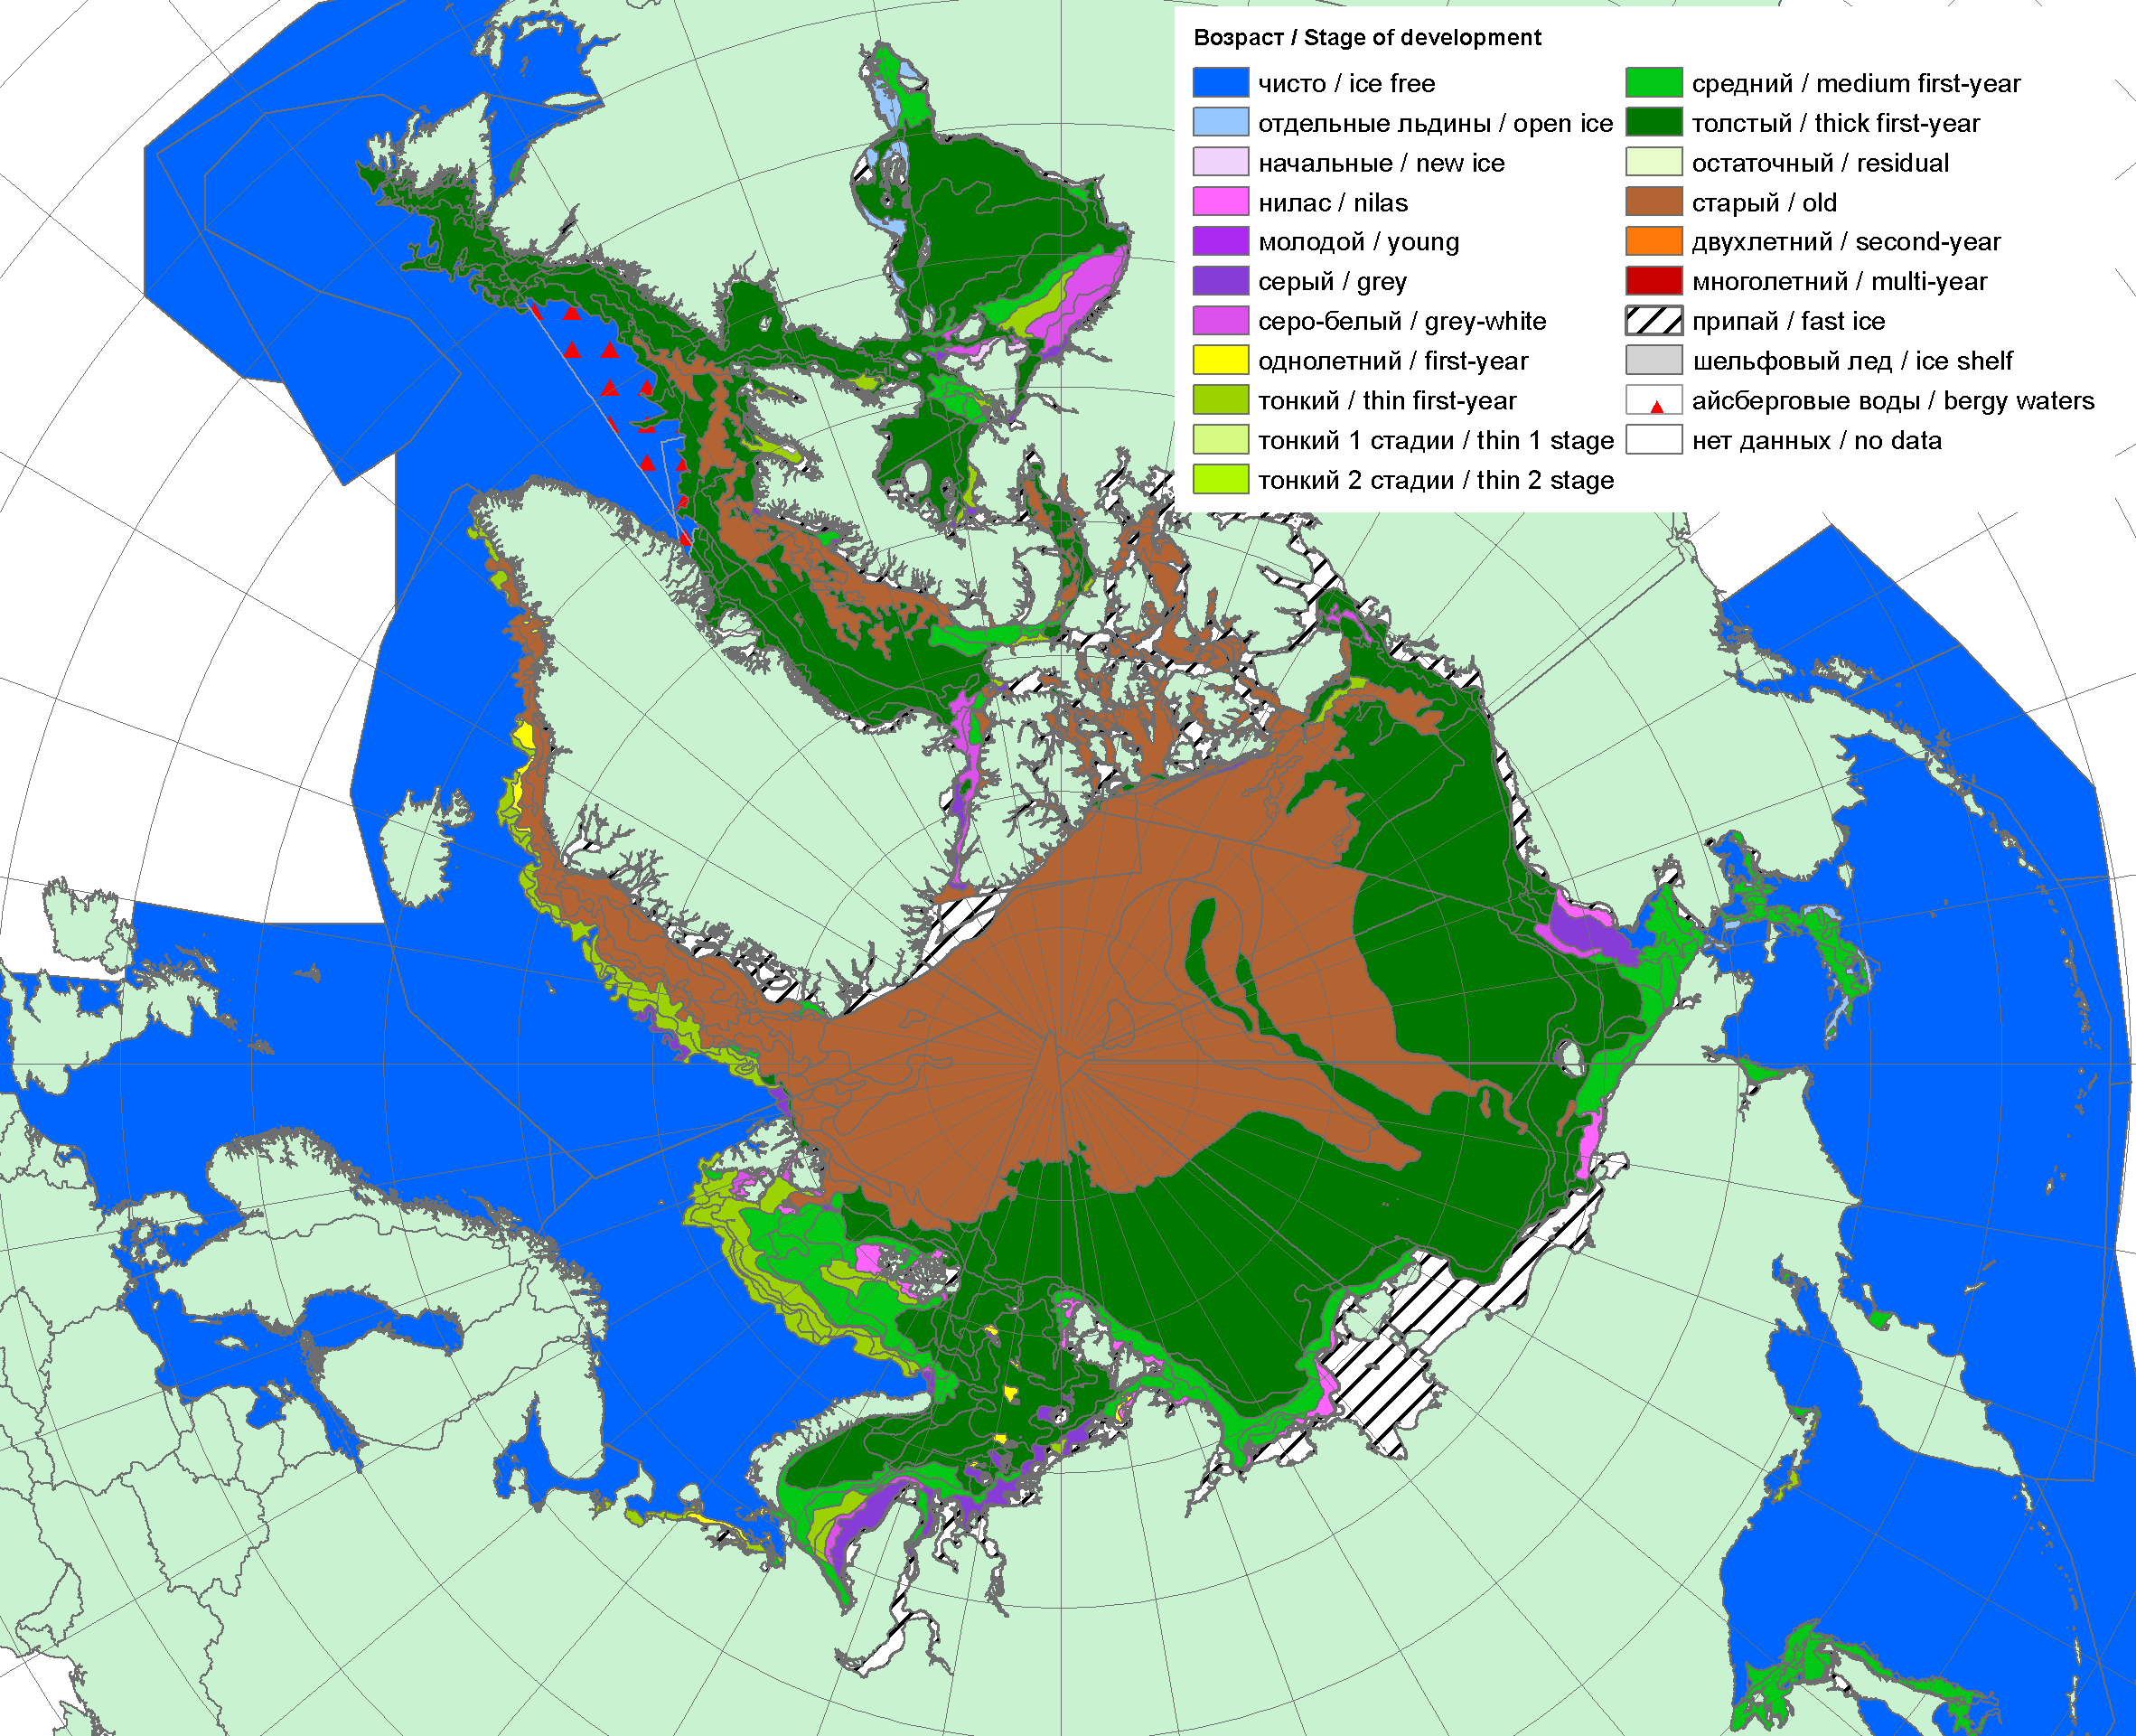 Возраст / Stage of development
чисто / ice free
отдельные льдины / open ice
начальные / new ice
нилас / nilas
молодой / young
серый / grey
серо-белый / grey-white
однолетний / first-year
тонкий / thin first-year
тонкий 1 стадии / thin 1 stage
тонкий 2 стадии / thin 2 stage
средний / medium first-year
толстый / thick first-year
остаточный / residual
старый / old
двухлетний / second-year
многолетний / multi-year
припай / fast ice
шельфовый лед / ice shelf
айсберговые воды / bergy waters
нет данных / no data